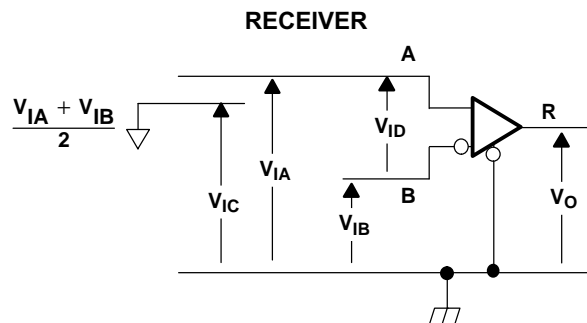 RECEIVER
A
V_IA + V_IB
2
R
V_ID
V_IA
V_IC
B
V_IB
V_O